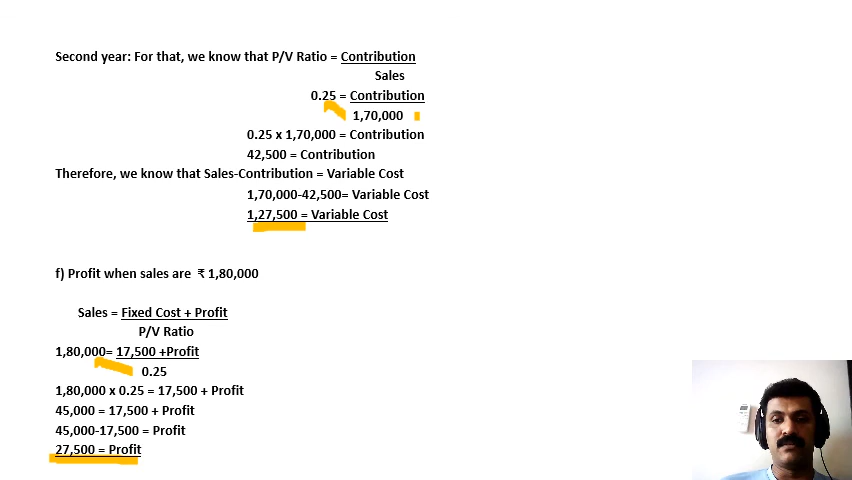 Second year: For that, we know that P/V Ratio = Contribution
Sales
0.25 = Contribution
1,70,000
0.25 x 1,70,000 = Contribution
42,500 = Contribution
Therefore, we know that Sales-Contribution = Variable Cost
1,70,000-42,500= Variable Cost
1,27,500 = Variable Cost
f) Profit when sales are ₹ 1,80,000
Sales = Fixed Cost + Profit
P/V Ratio
1,80,000= 17,500 +Profit
0.25
1,80,000 x 0.25 = 17,500 + Profit
45,000 = 17,500 + Profit
45,000-17,500 = Profit
27,500 = Profit